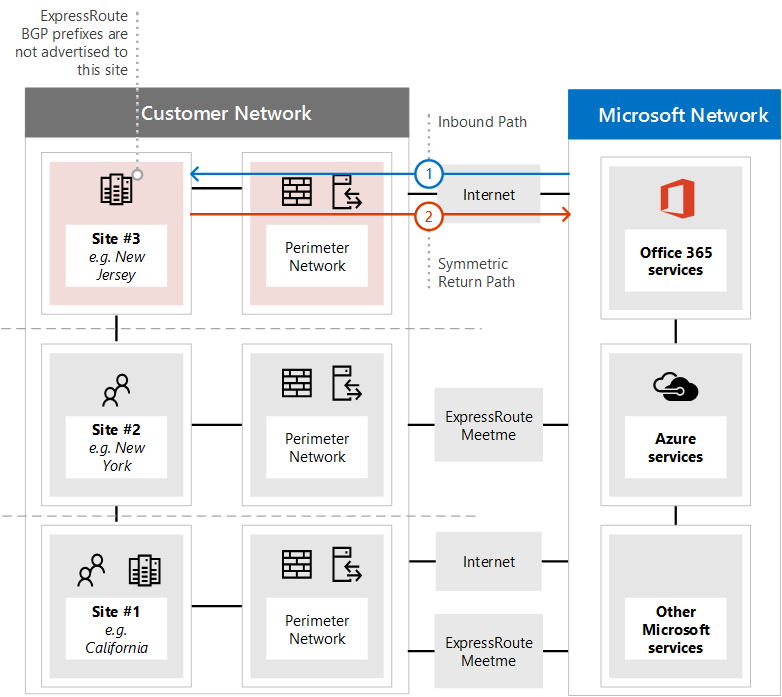 ExpressRoute
BGP prefixes are
not advertised to
this site
Customer Network
Microsoft Network
Inbound Path
1
Internet
2
Symmetric
Return Path
Site #3
e.g. New
Jersey
Perimeter
Network
Office 365
services
Site #2
e.g. New
York
Perimeter
Network
ExpressRoute
Meetme
Azure
services
Site #1
e.g.
California
Perimeter
Network
Internet
ExpressRoute
Meetme
Other
Microsoft
services